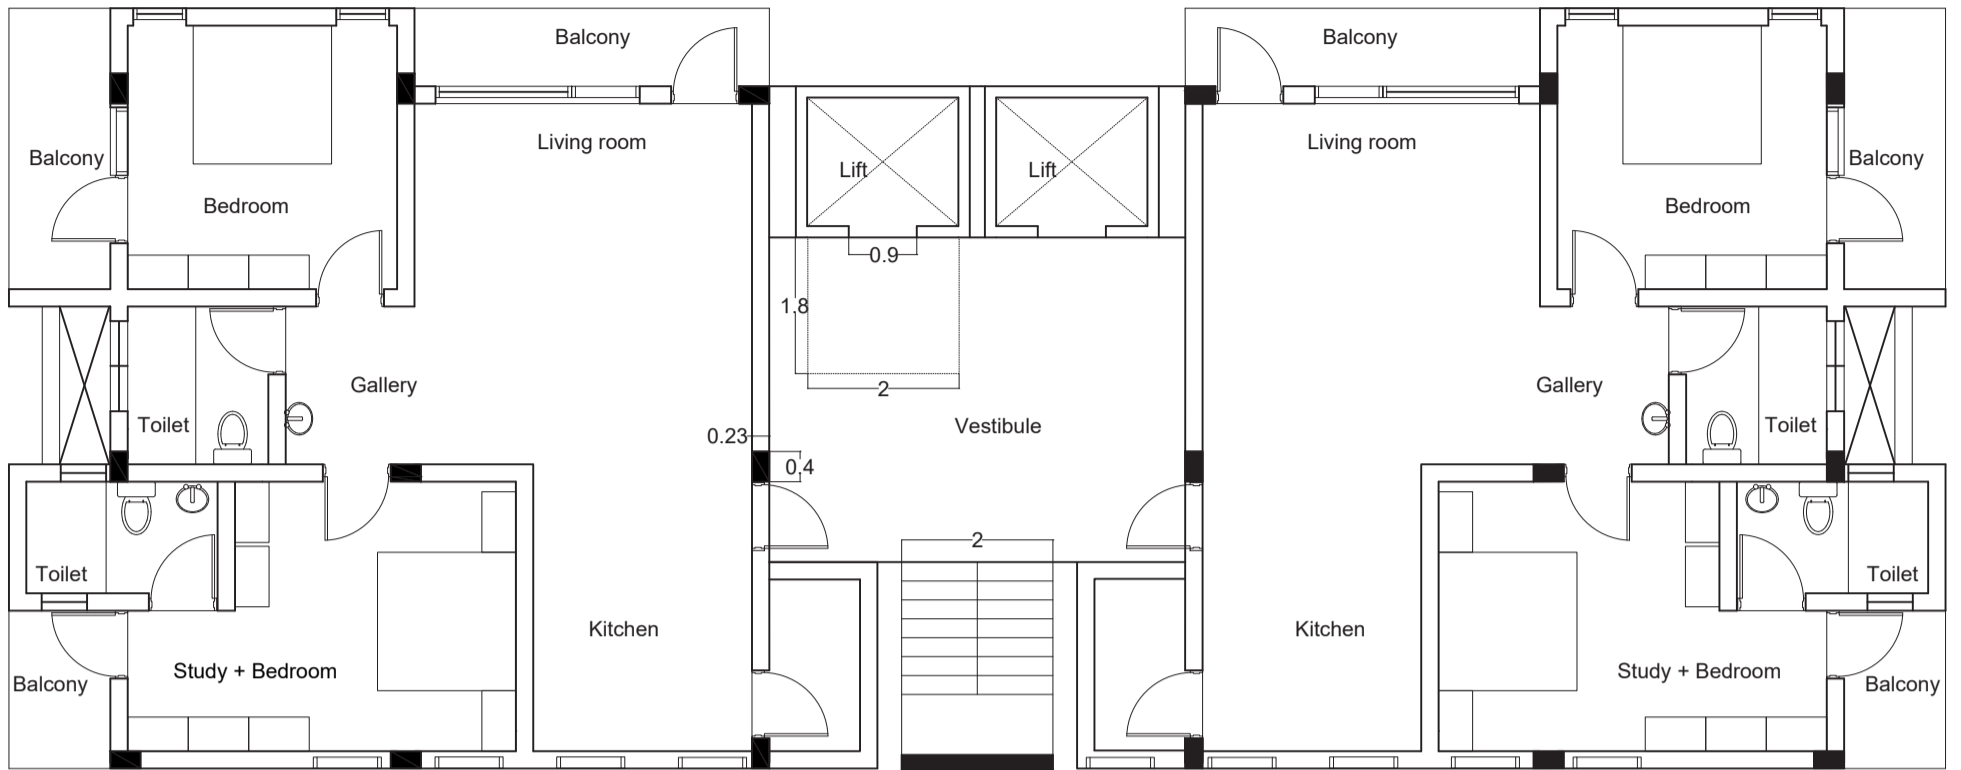 Balcony
Balcony
Living room
Living room
Balcony
Lift
Lift
Balcony
Bedroom
Bedroom
0.9
1.8
Gallery
2
Gallery
Toilet
Vestibule
Toilet
0.23
0.4
2
Toilet
Toilet
Kitchen
Kitchen
Study + Bedroom
Study + Bedroom
Balcony
Balcony